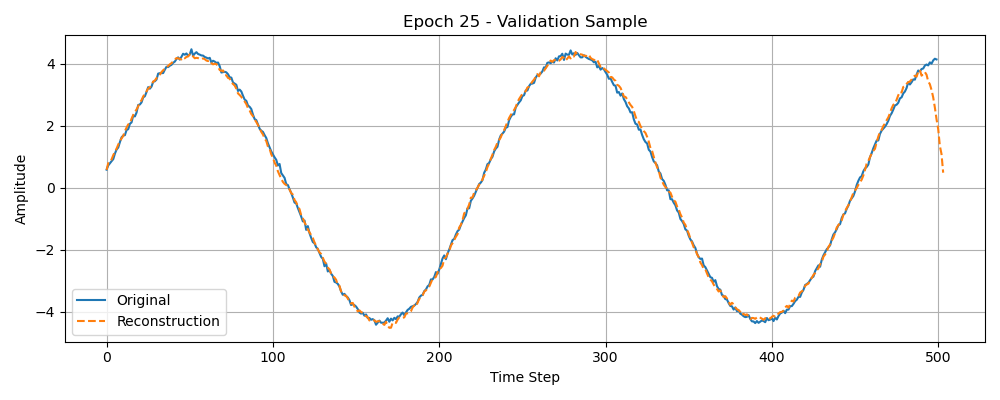 Epoch 25 - Validation Sample
Amplitude
4
2
0
−2
−4
Original
Reconstruction
0 100 200 300 400 500
Time Step